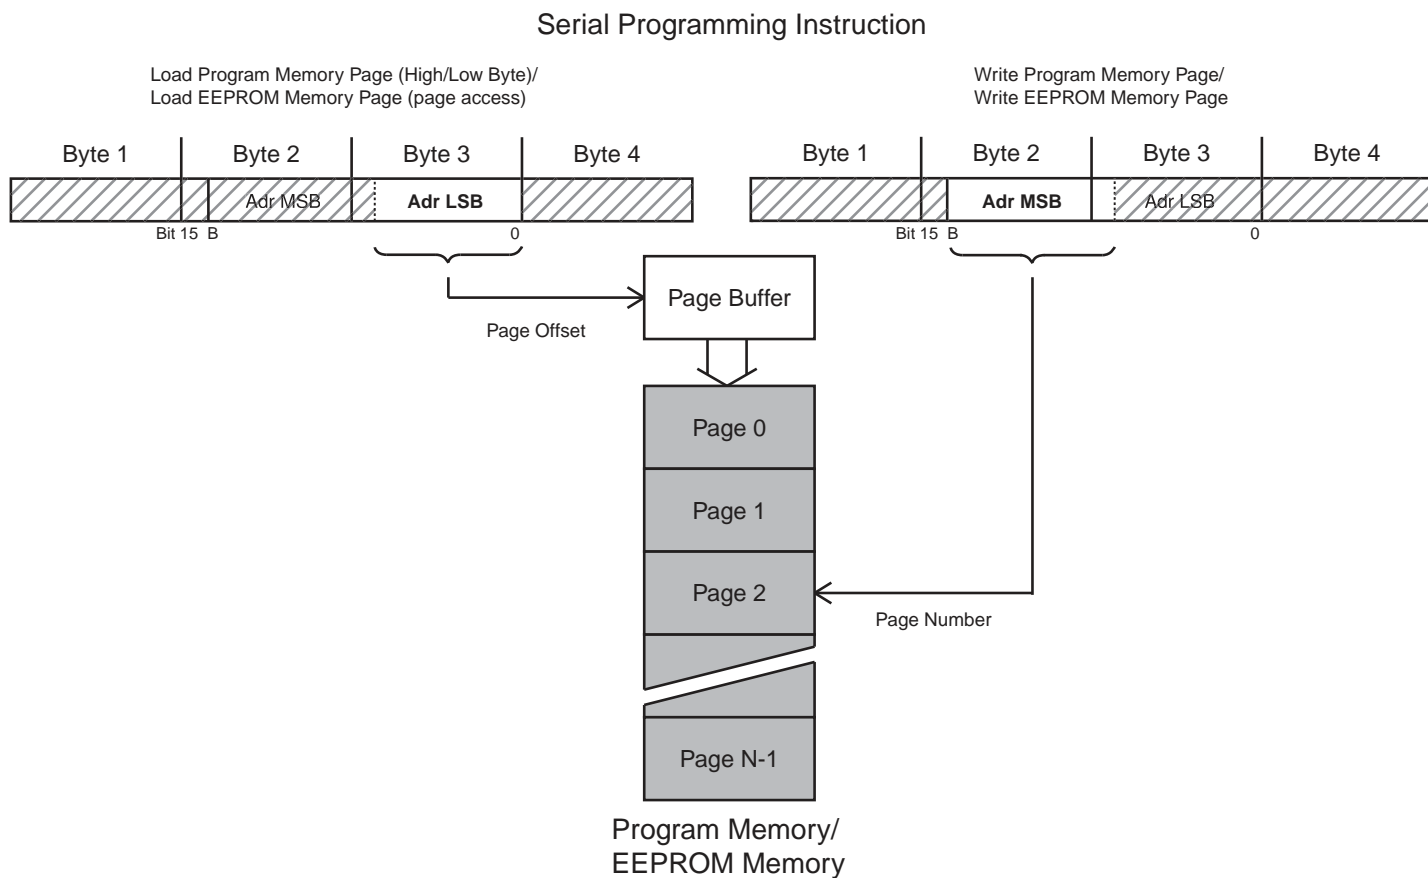 Serial Programming Instruction
Load Program Memory Page (High/Low Byte)/
Load EEPROM Memory Page (page access)
Write Program Memory Page/
Write EEPROM Memory Page
Byte 1 Byte 2 Byte 3 Byte 4
Byte 1 Byte 2 Byte 3 Byte 4
Adr MSB Adr LSB
Adr MSB Adr LSB
Bit 15 B 0
Bit 15 B 0
Page Buffer
Page Offset
Page 0
Page 1
Page 2
Page Number
Page N-1
Program Memory/
EEPROM Memory